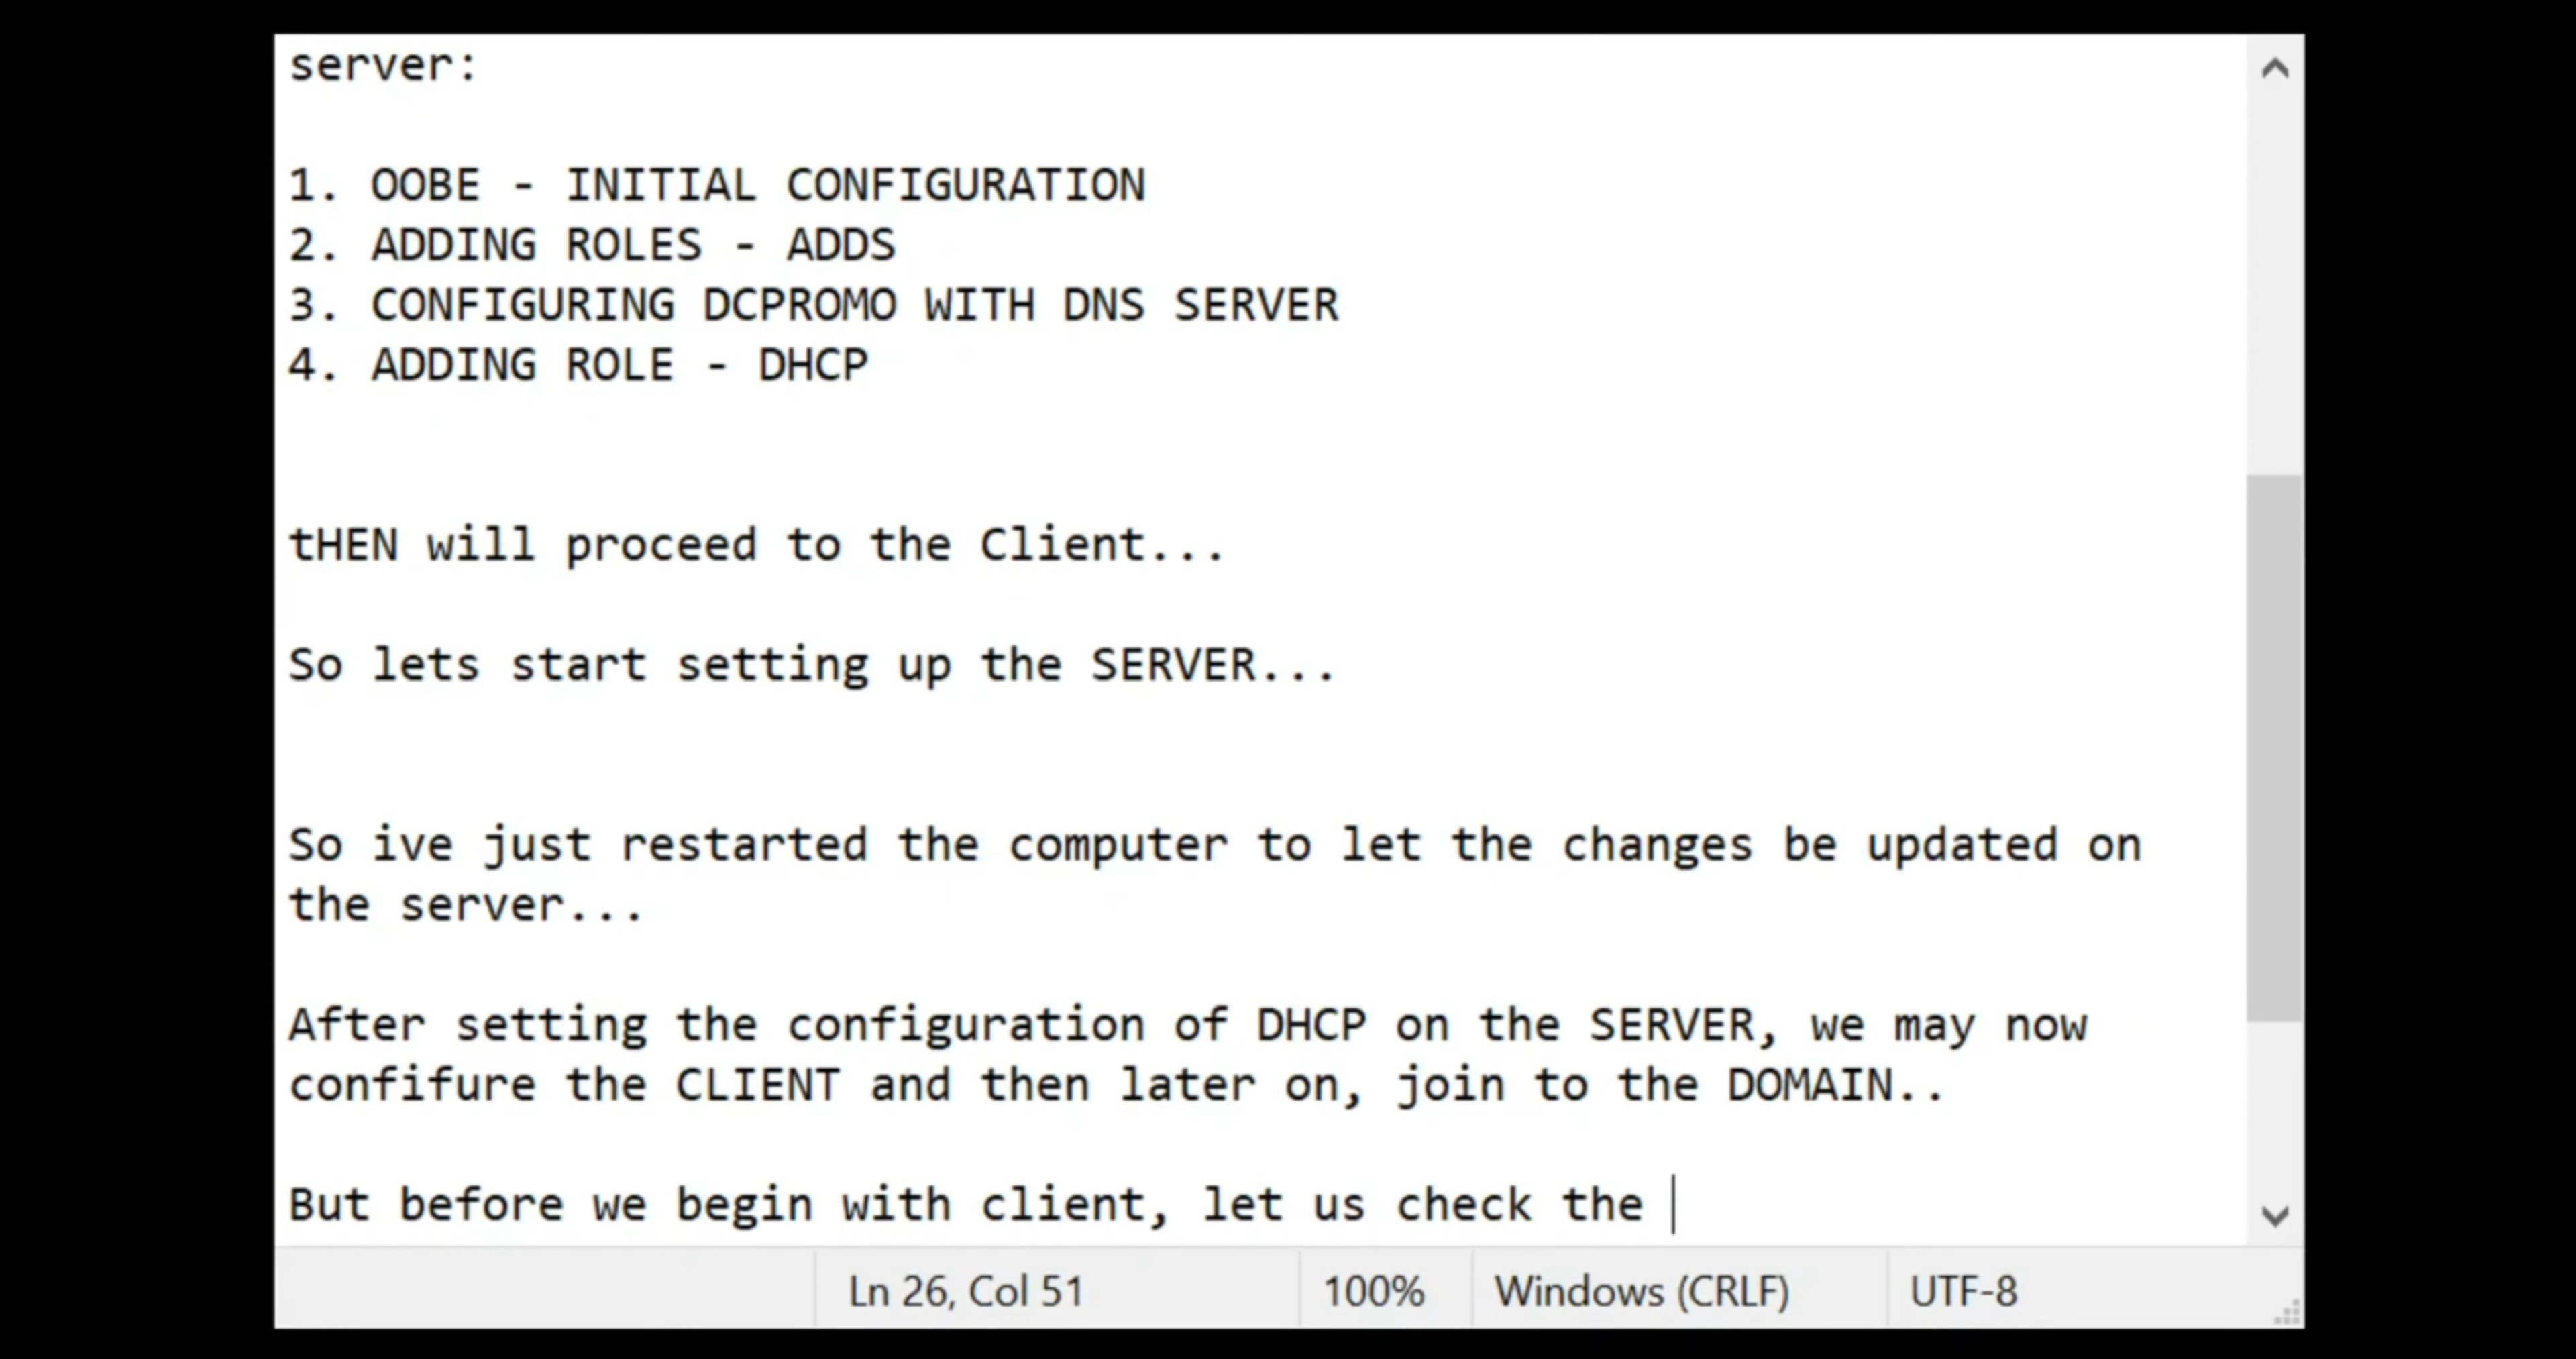 server:
1. OOBE - INITIAL CONFIGURATION
2. ADDING ROLES - ADDS
3. CONFIGURING DCPROMO WITH DNS SERVER
4. ADDING ROLE - DHCP
tHEN will proceed to the Client...
So lets start setting up the SERVER...
So ive just restarted the computer to let the changes be updated on
the server...
After setting the configuration of DHCP on the SERVER, we may now
confifure the CLIENT and then later on, join to the DOMAIN..
But before we begin with client, let us check the
Ln 26, Col 51 100% Windows (CRLF) UTF-8